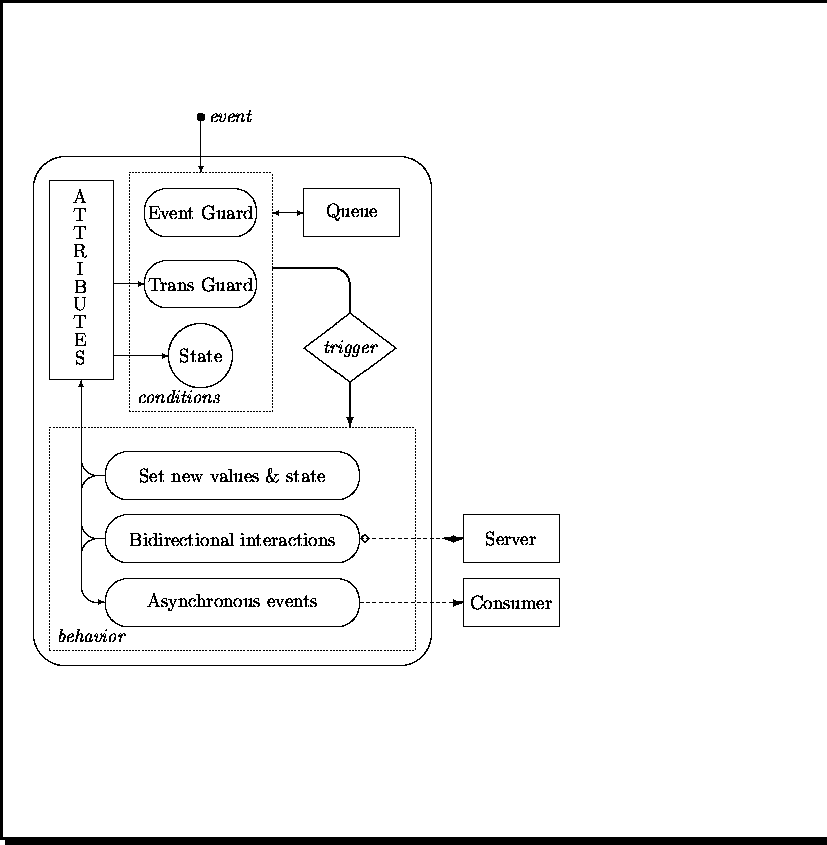 event
A
T
T
R
I
B
U
T
E
S
Event Guard
Queue
Trans Guard
State
trigger
conditions
Set new values & state
Bidirectional interactions
Server
Asynchronous events
Consumer
behavior